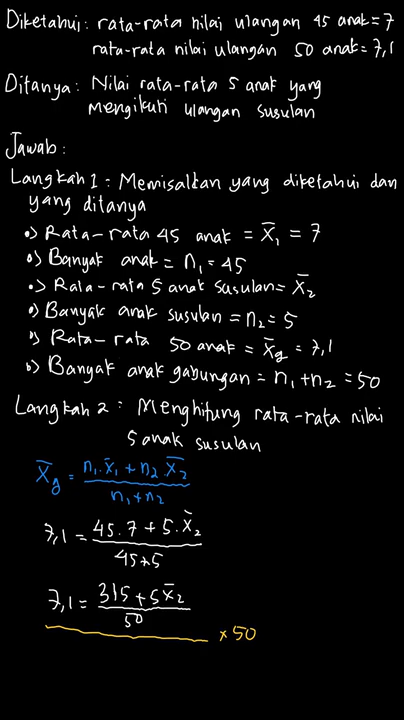 Diketahui: rata-rata nilai ulangan 45 anak = 7
rata-rata nilai ulangan 50 anak = 7,1
Ditanya: Nilai rata-rata 5 anak yang
mengikuti ulangan susulan
Jawab:
Langkah 1: Memisalkan yang diketahui dan
yang ditanya
•> Rata-rata 45 anak = X̄₁ = 7
•> Banyak anak = n₁ = 45
•> Rata-rata 5 anak susulan = X̄₂
•> Banyak anak susulan = n₂ = 5
•> Rata-rata 50 anak = X̄g = 7,1
•> Banyak anak gabungan = n₁+n₂ = 50
Langkah 2: Menghitung rata-rata nilai
5 anak susulan
X̄g = (n₁.X̄₁ + n₂.X̄₂)/(n₁+n₂)
7,1 = (45.7 + 5.X̄₂)/(45+5)
7,1 = (315 + 5X̄₂)/50
× 50